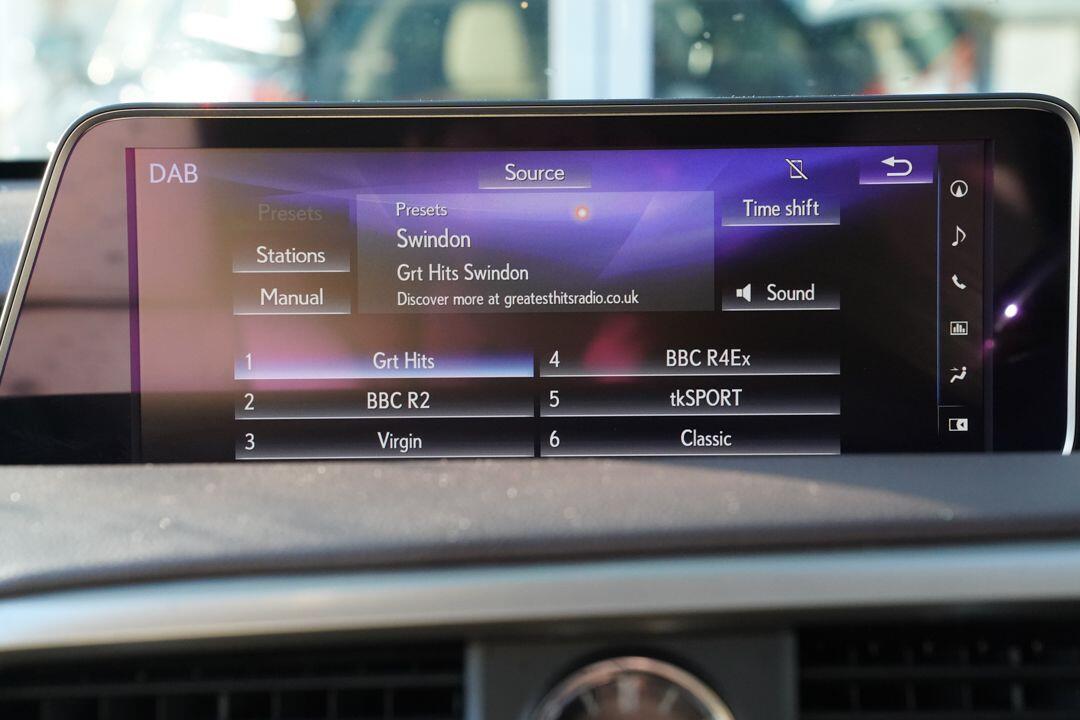 DAB
Source
Presets
Presets
Time shift
Swindon
Stations
Grt Hits Swindon
Manual
Discover more at greatesthitsradio.co.uk
Sound
1 Grt Hits
4 BBC R4Ex
2 BBC R2
5 tkSPORT
3 Virgin
6 Classic